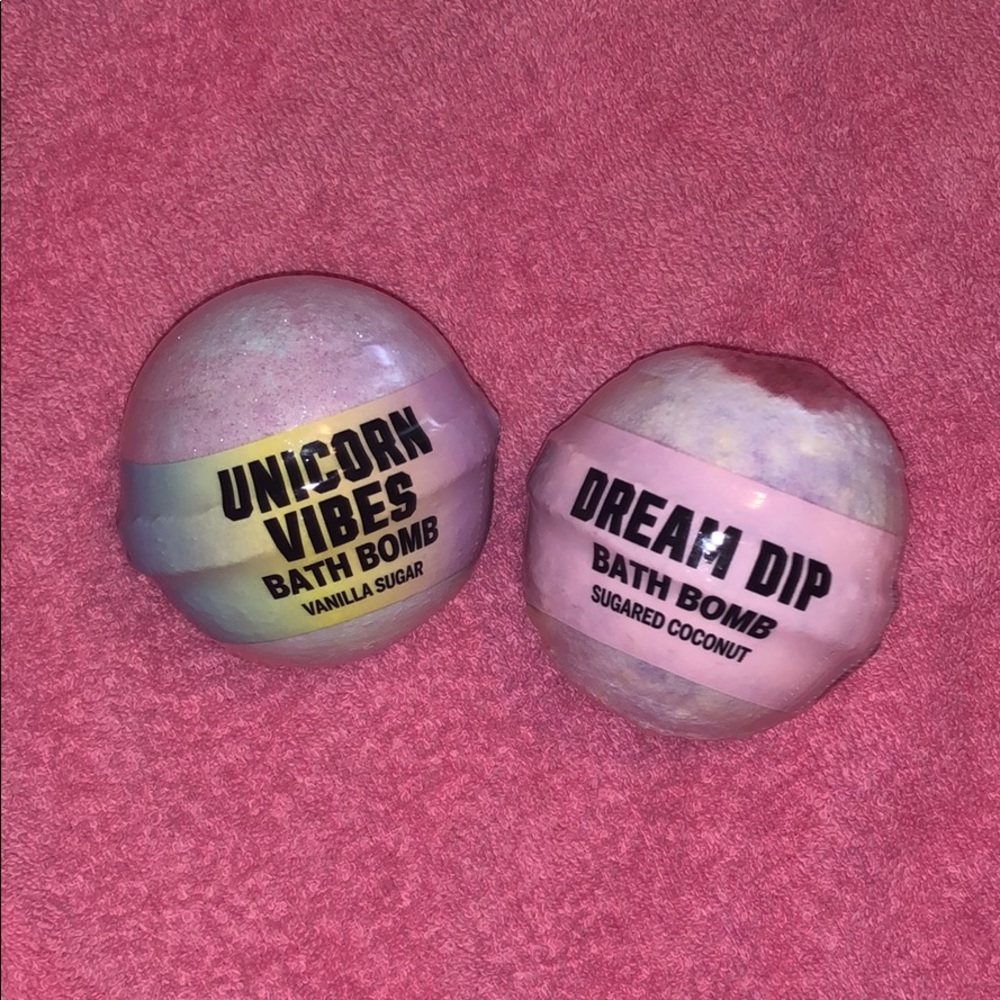 UNICORN
VIBES
BATH BOMB
VANILLA SUGAR
DREAM DIP
BATH BOMB
SUGARED COCONUT